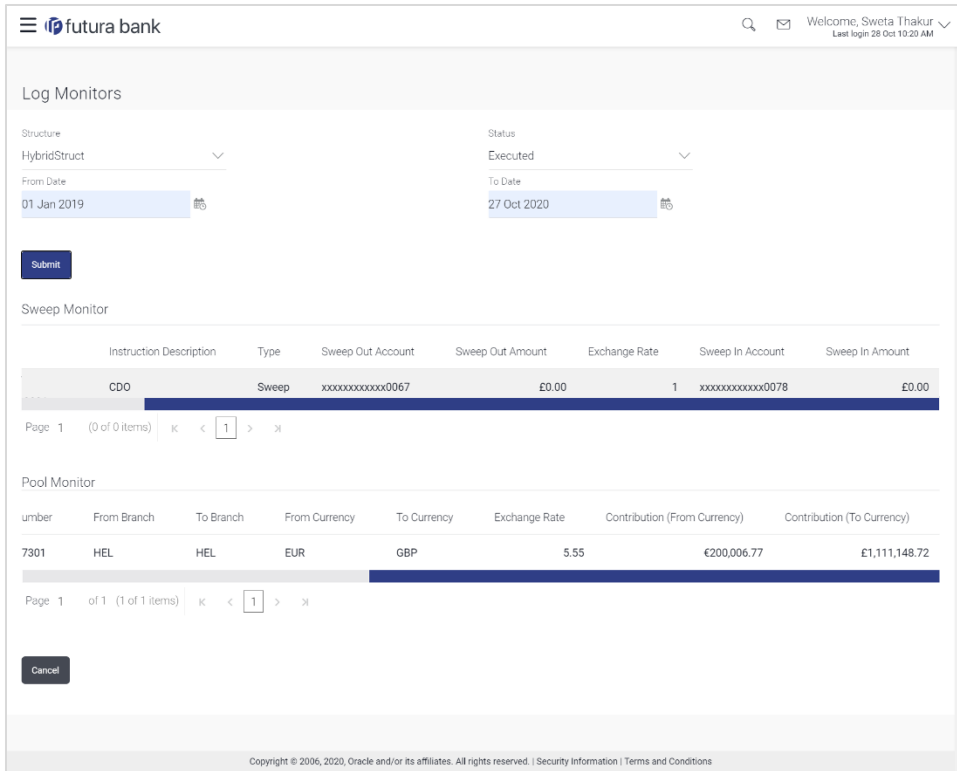 futura bank
Welcome, Sweta Thakur
Last login 28 Oct 10:20 AM
Log Monitors
Structure
Status
HybridStruct
Executed
From Date
To Date
01 Jan 2019
27 Oct 2020
Submit
Sweep Monitor
Instruction Description Type Sweep Out Account Sweep Out Amount Exchange Rate Sweep In Account Sweep In Amount
CDO Sweep xxxxxxxxxxxx0067 £0.00 1 xxxxxxxxxxxx0078 £0.00
Page 1 (0 of 0 items) 1
Pool Monitor
umber From Branch To Branch From Currency To Currency Exchange Rate Contribution (From Currency) Contribution (To Currency)
7301 HEL HEL EUR GBP 5.55 €200,006.77 £1,111,148.72
Page 1 of 1 (1 of 1 items) 1
Cancel
Copyright © 2006, 2020, Oracle and/or its affiliates. All rights reserved. | Security Information | Terms and Conditions